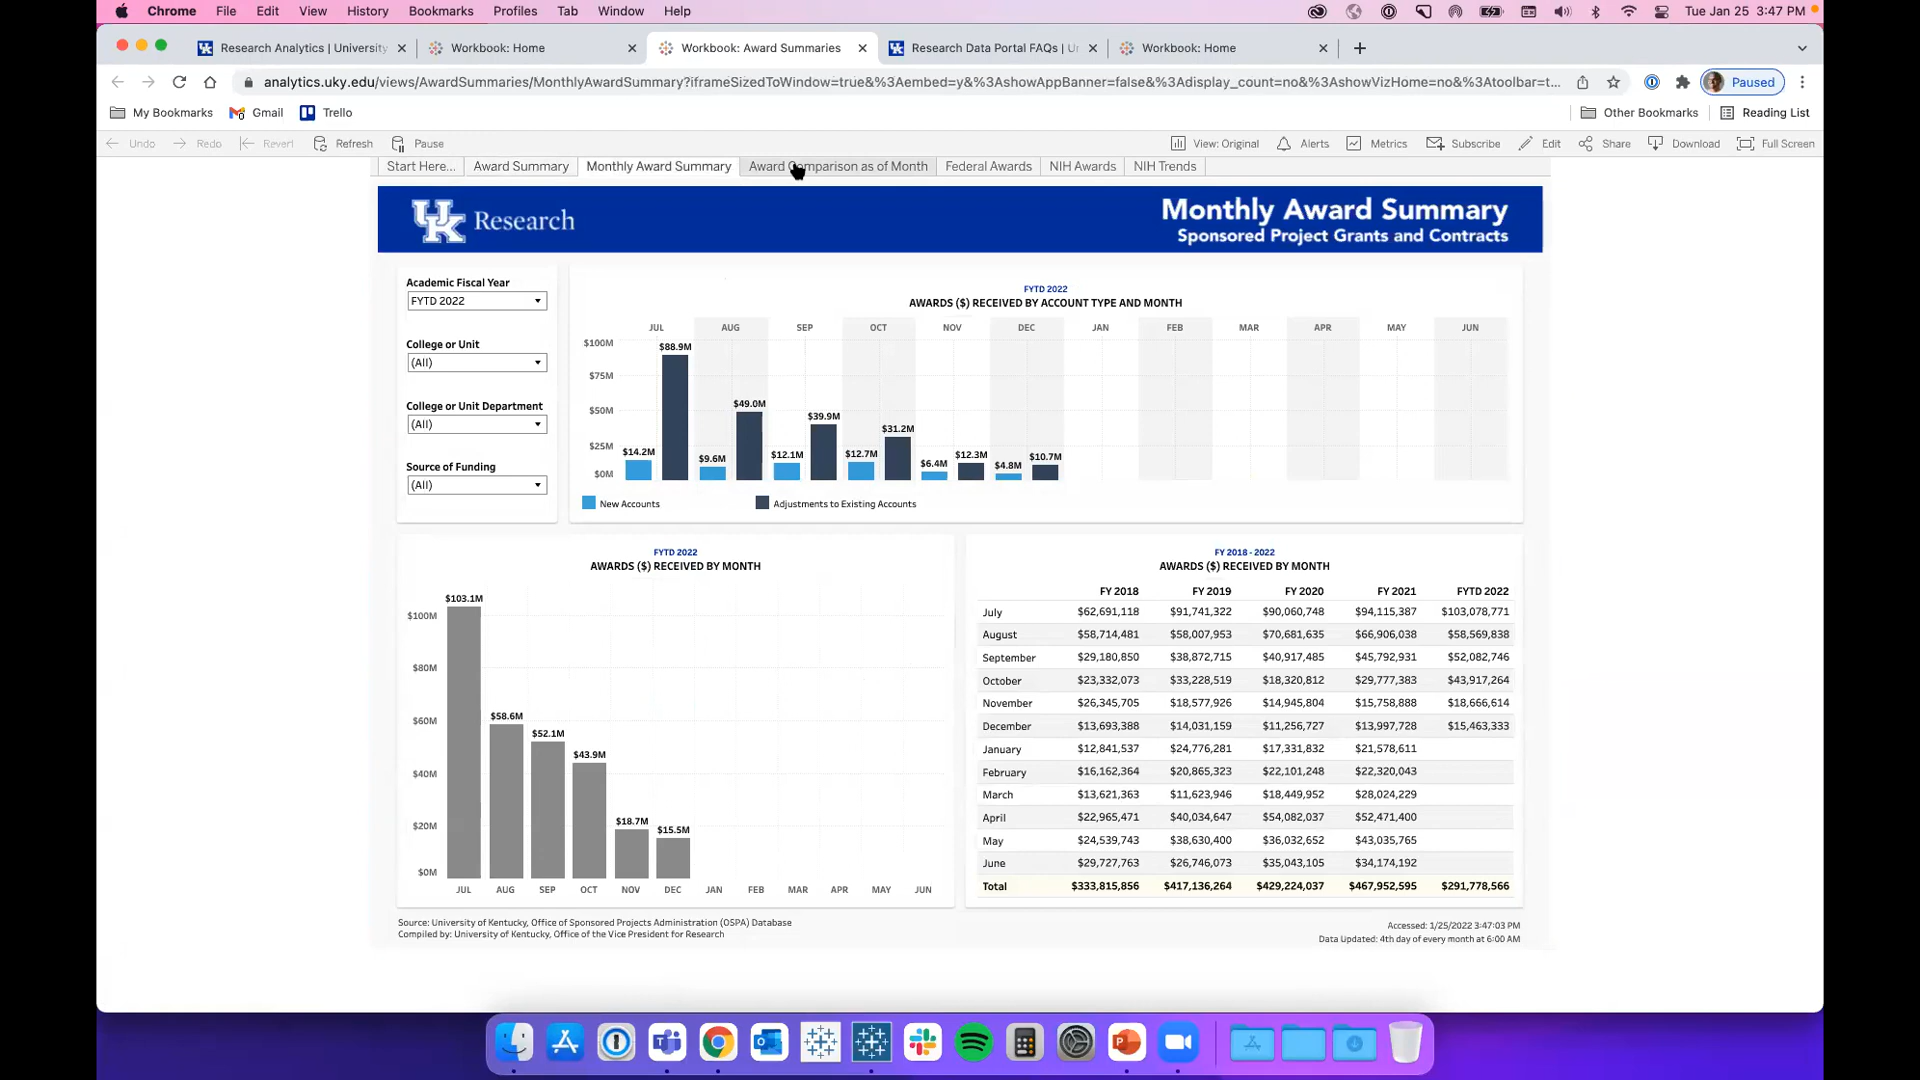 Chrome File Edit View History Bookmarks Profiles Tab Window Help Tue Jan 25 3:47 PM
Research Analytics | University Workbook: Home Workbook: Award Summaries Research Data Portal FAQs | Un Workbook: Home
analytics.uky.edu/views/AwardSummaries/MonthlyAwardSummary?iframeSizedToWindow=true&%3Aembed=y&%3AshowAppBanner=false&%3Adisplay_count=no&%3AshowVizHome=no&%3Atoolbar=t... Paused
My Bookmarks Gmail Trello Other Bookmarks Reading List
Undo Redo Revert Refresh Pause View: Original Alerts Metrics Subscribe Edit Share Download Full Screen
Start Here... Award Summary Monthly Award Summary Award Comparison as of Month Federal Awards NIH Awards NIH Trends
UK Research
Monthly Award Summary
Sponsored Project Grants and Contracts
Academic Fiscal Year
FYTD 2022
College or Unit
(All)
College or Unit Department
(All)
Source of Funding
(All)
FYTD 2022
AWARDS ($) RECEIVED BY ACCOUNT TYPE AND MONTH
JUL AUG SEP OCT NOV DEC JAN FEB MAR APR MAY JUN
$100M
$75M
$50M
$25M
$0M
$14.2M $88.9M $9.6M $49.0M $12.1M $39.9M $12.7M $31.2M $6.4M $12.3M $4.8M $10.7M
New Accounts Adjustments to Existing Accounts
FYTD 2022
AWARDS ($) RECEIVED BY MONTH
$100M
$80M
$60M
$40M
$20M
$0M
$103.1M $58.6M $52.1M $43.9M $18.7M $15.5M
JUL AUG SEP OCT NOV DEC JAN FEB MAR APR MAY JUN
FY 2018 - 2022
AWARDS ($) RECEIVED BY MONTH
FY 2018 FY 2019 FY 2020 FY 2021 FYTD 2022
July $62,691,118 $91,741,322 $90,060,748 $94,115,387 $103,078,771
August $58,714,481 $58,007,953 $70,681,635 $66,906,038 $58,569,838
September $29,180,850 $38,872,715 $40,917,485 $45,792,931 $52,082,746
October $23,332,073 $33,228,519 $18,320,812 $29,777,383 $43,917,264
November $26,345,705 $18,577,926 $14,945,804 $15,758,888 $18,666,614
December $13,693,388 $14,031,159 $11,256,727 $13,997,728 $15,463,333
January $12,841,537 $24,776,281 $17,331,832 $21,578,611
February $16,162,364 $20,865,323 $22,101,248 $22,320,043
March $13,621,363 $11,623,946 $18,449,952 $28,024,229
April $22,965,471 $40,034,647 $54,082,037 $52,471,400
May $24,539,743 $38,630,400 $36,032,652 $43,035,765
June $29,727,763 $26,746,073 $35,043,105 $34,174,192
Total $333,815,856 $417,136,264 $429,224,037 $467,952,595 $291,778,566
Source: University of Kentucky, Office of Sponsored Projects Administration (OSPA) Database
Compiled by: University of Kentucky, Office of the Vice President for Research
Accessed: 1/25/2022 3:47:03 PM
Data Updated: 4th day of every month at 6:00 AM